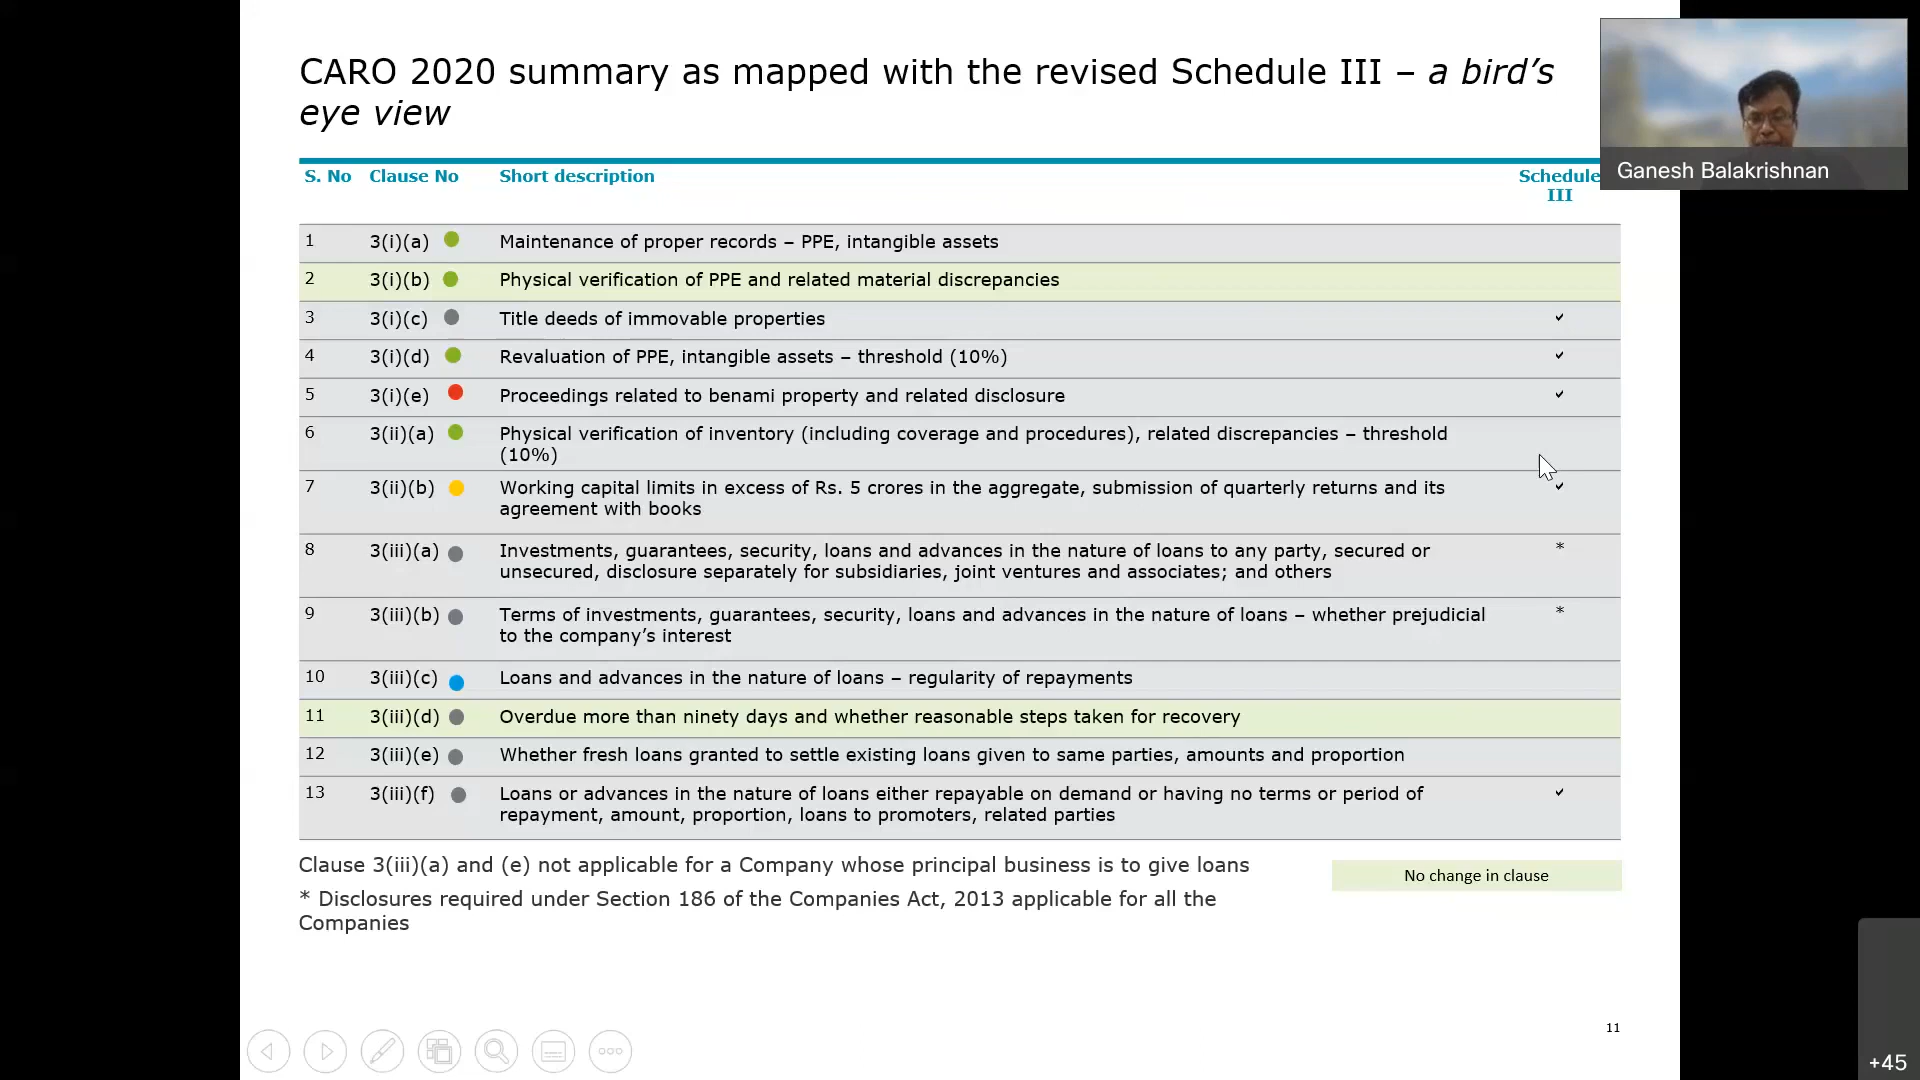 CARO 2020 summary as mapped with the revised Schedule III – a bird’s
eye view
Ganesh Balakrishnan
S. No Clause No Short description Schedule
III
1 3(i)(a) Maintenance of proper records – PPE, intangible assets
2 3(i)(b) Physical verification of PPE and related material discrepancies
3 3(i)(c) Title deeds of immovable properties ✓
4 3(i)(d) Revaluation of PPE, intangible assets – threshold (10%) ✓
5 3(i)(e) Proceedings related to benami property and related disclosure ✓
6 3(ii)(a) Physical verification of inventory (including coverage and procedures), related discrepancies – threshold
(10%)
7 3(ii)(b) Working capital limits in excess of Rs. 5 crores in the aggregate, submission of quarterly returns and its ✓
agreement with books
8 3(iii)(a) Investments, guarantees, security, loans and advances in the nature of loans to any party, secured or *
unsecured, disclosure separately for subsidiaries, joint ventures and associates; and others
9 3(iii)(b) Terms of investments, guarantees, security, loans and advances in the nature of loans – whether prejudicial *
to the company’s interest
10 3(iii)(c) Loans and advances in the nature of loans – regularity of repayments
11 3(iii)(d) Overdue more than ninety days and whether reasonable steps taken for recovery
12 3(iii)(e) Whether fresh loans granted to settle existing loans given to same parties, amounts and proportion
13 3(iii)(f) Loans or advances in the nature of loans either repayable on demand or having no terms or period of ✓
repayment, amount, proportion, loans to promoters, related parties
Clause 3(iii)(a) and (e) not applicable for a Company whose principal business is to give loans
No change in clause
* Disclosures required under Section 186 of the Companies Act, 2013 applicable for all the
Companies
11
+45